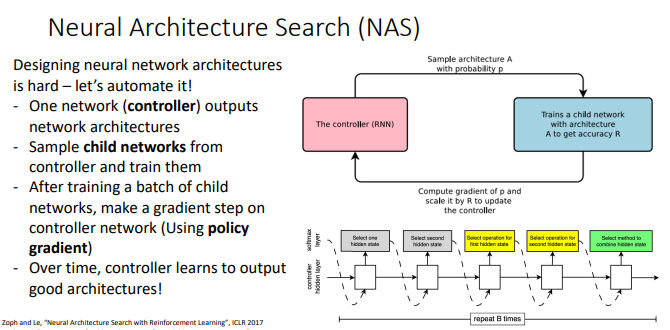 Neural Architecture Search (NAS)
Designing neural network architectures
is hard – let's automate it!
- One network (controller) outputs
network architectures
- Sample child networks from
controller and train them
- After training a batch of child
networks, make a gradient step on
controller network (Using policy
gradient)
- Over time, controller learns to output
good architectures!
Sample architecture A
with probability p
The controller (RNN)
Trains a child network
with architecture
A to get accuracy R
Compute gradient of p and
scale it by R to update
the controller
softmax
layer
controller
hidden layer
Select one
hidden state
Select second
hidden state
Select operation for
first hidden state
Select operation for
second hidden state
Select method to
combine hidden state
repeat B times
Zoph and Le, "Neural Architecture Search with Reinforcement Learning", ICLR 2017